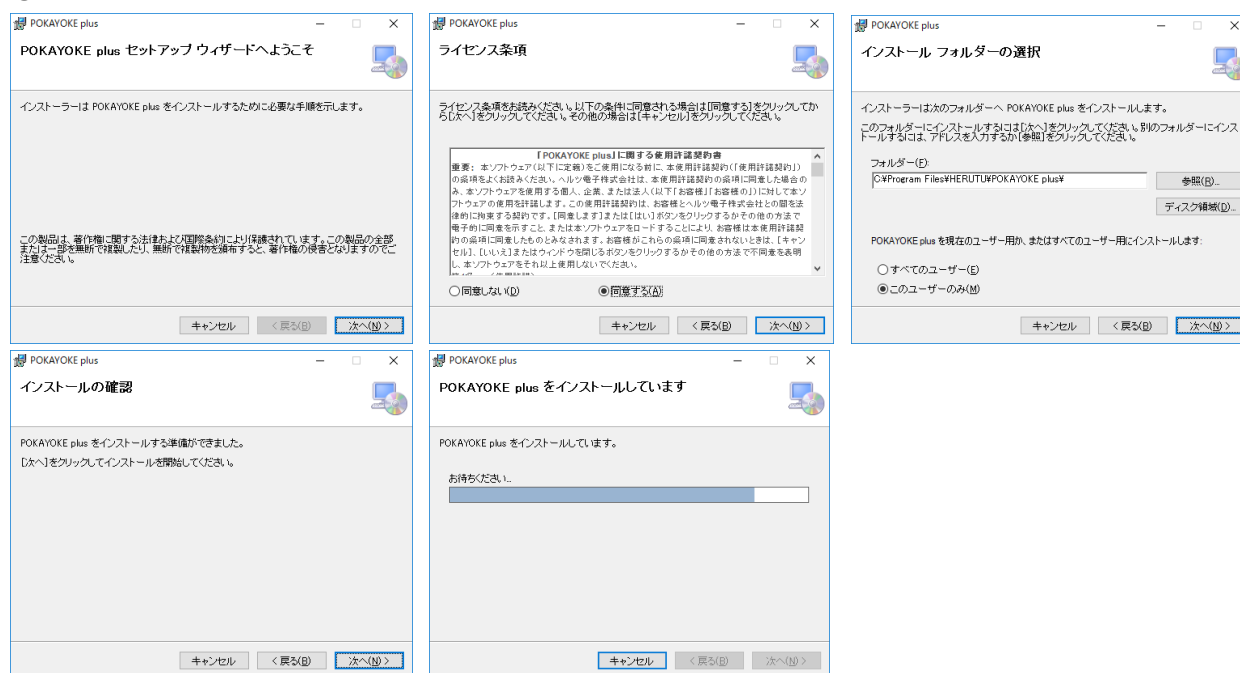 POKAYOKE plus
POKAYOKE plus セットアップ ウィザードへようこそ
インストーラーは POKAYOKE plus をインストールするために必要な手順を示します。
この製品は、著作権に関する法律および国際条約により保護されています。この製品の全部
または一部を無断で複製したり、無断で複製物を頒布すると、著作権の侵害となりますのでご
注意ください。
キャンセル
< 戻る(B)
次へ(N) >
POKAYOKE plus
ライセンス条項
ライセンス条項をお読みください。以下の条件に同意される場合は[同意する]をクリックしてか
ら[次へ]をクリックしてください。その他の場合は[キャンセル]をクリックしてください。
「POKAYOKE plus」に関する使用許諾契約書
重要： 本ソフトウェア(以下に定義)をご使用になる前に、本使用許諾契約(「使用許諾契約」)
の条項をよくお読みください。ヘルツ電子株式会社は、本使用許諾契約の条項に同意した場合の
み、本ソフトウェアを使用する個人、企業、または法人(以下「お客様」「お客様の」)に対して本ソ
フトウェアの使用を許諾します。この使用許諾契約は、お客様とヘルツ電子株式会社との間を法
律的に拘束する契約です。[同意します]または[はい]ボタンをクリックするかその他の方法で
電子的に同意を示すこと、または本ソフトウェアをロードすることにより、お客様は本使用許諾契
約の条項に同意したものとみなされます。お客様がこれらの条項に同意されないときは、[キャン
セル]、[いいえ]またはウィンドウを閉じるボタンをクリックするかその他の方法で不同意を表明
し、本ソフトウェアをそれ以上使用しないでください。
同意しない(D)
同意する(A)
キャンセル
< 戻る(B)
次へ(N) >
POKAYOKE plus
インストール フォルダーの選択
インストーラーは次のフォルダーへ POKAYOKE plus をインストールします。
このフォルダーにインストールするには[次へ]をクリックしてください。別のフォルダーにインス
トールするには、アドレスを入力するか[参照]をクリックしてください。
フォルダー(F):
C:¥Program Files¥HERUTU¥POKAYOKE plus¥
参照(R)...
ディスク領域(D)...
POKAYOKE plus を現在のユーザー用か、またはすべてのユーザー用にインストールします:
すべてのユーザー(E)
このユーザーのみ(M)
キャンセル
< 戻る(B)
次へ(N) >
POKAYOKE plus
インストールの確認
POKAYOKE plus をインストールする準備ができました。
[次へ]をクリックしてインストールを開始してください。
キャンセル
< 戻る(B)
次へ(N) >
POKAYOKE plus
POKAYOKE plus をインストールしています
POKAYOKE plus をインストールしています。
お待ちください...
キャンセル
< 戻る(B)
次へ(N) >